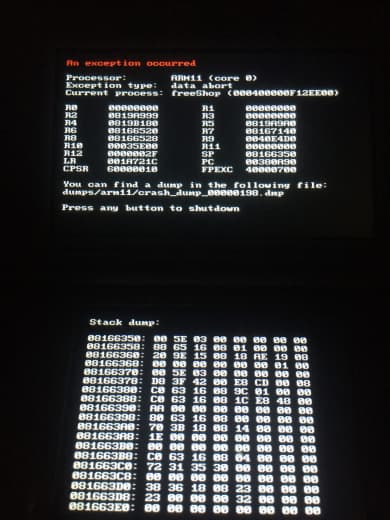 An exception occurred
Processor: ARM11 (core 0)
Exception type: data abort
Current process: freeShop (000400000F12EE00)
R0 00000000 R1 00000000
R2 0819A999 R3 00000000
R4 0819B180 R5 0819A9A0
R6 08166520 R7 08167140
R8 08166528 R9 0040E4D0
R10 00035E00 R11 00000000
R12 0000002F SP 08166350
LR 001A721C PC 00380A90
CPSR 60000010 FPEXC 40000700
You can find a dump in the following file:
dumps/arm11/crash_dump_00000198.dmp
Press any button to shutdown
Stack dump:
08166350: 00 5E 03 00 00 00 00 00
08166358: 88 65 16 08 01 00 00 00
08166360: 20 9E 15 08 18 AE 19 08
08166368: 00 00 00 00 00 00 01 00
08166370: 00 5E 03 00 00 00 00 00
08166378: D8 3F 42 00 E8 CD 00 08
08166380: C0 63 16 08 9C 01 00 00
08166388: C0 63 16 08 1C E8 48 00
08166390: AA 00 00 00 00 00 00 00
08166398: 80 63 16 08 00 00 00 00
081663A0: 70 3B 18 08 14 00 00 00
081663A8: 1E 00 00 00 00 00 00 00
081663B0: 00 00 00 00 00 00 00 00
081663B8: C0 63 16 08 04 00 00 00
081663C0: 72 31 35 30 00 00 00 00
081663C8: 00 00 00 00 00 00 00 00
081663D0: 38 36 18 08 23 00 00 00
081663D8: 23 00 00 00 32 00 00 00
081663E0: 00 00 00 00 00 00 00 00